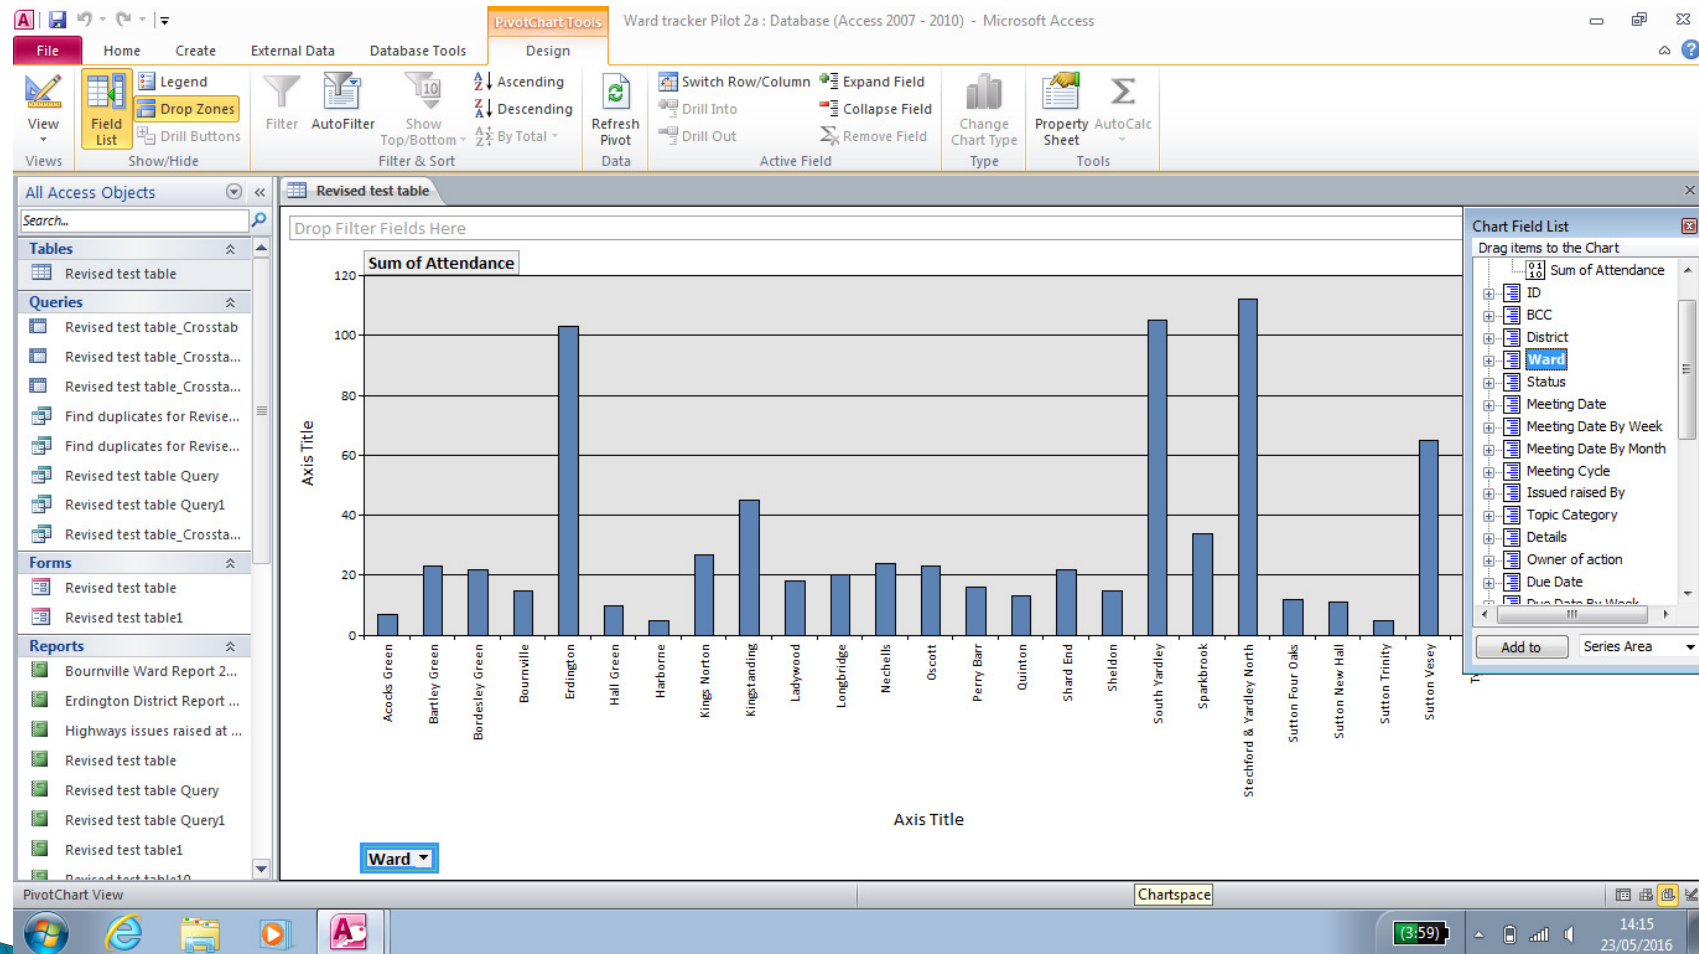 PivotChart Tools
Ward tracker Pilot 2a : Database (Access 2007 - 2010) - Microsoft Access
File Home Create External Data Database Tools Design
View
Field List
Legend
Drop Zones
Drill Buttons
Filter
AutoFilter
Show Top/Bottom
Ascending
Descending
By Total
Refresh Pivot
Switch Row/Column
Drill Into
Drill Out
Expand Field
Collapse Field
Remove Field
Change Chart Type
Property Sheet
AutoCalc
Views Show/Hide Filter & Sort Data Active Field Type Tools
All Access Objects
Search...
Tables
Revised test table
Queries
Revised test table_Crosstab
Revised test table_Crossta...
Revised test table_Crossta...
Find duplicates for Revise...
Find duplicates for Revise...
Revised test table Query
Revised test table Query1
Revised test table_Crossta...
Forms
Revised test table
Revised test table1
Reports
Bournville Ward Report 2...
Erdington District Report ...
Highways issues raised at ...
Revised test table
Revised test table Query
Revised test table Query1
Revised test table1
Revised test table10
Revised test table
Drop Filter Fields Here
Sum of Attendance
120
100
80
60
40
20
0
Axis Title
Acocks Green
Bartley Green
Bordesley Green
Bournville
Erdington
Hall Green
Harborne
Kings Norton
Kingstanding
Ladywood
Longbridge
Nechells
Oscott
Perry Barr
Quinton
Shard End
Sheldon
South Yardley
Sparkbrook
Stechford & Yardley North
Sutton Four Oaks
Sutton New Hall
Sutton Trinity
Sutton Vesey
Axis Title
Ward
Chart Field List
Drag items to the Chart
Sum of Attendance
ID
BCC
District
Ward
Status
Meeting Date
Meeting Date By Week
Meeting Date By Month
Meeting Cycle
Issued raised By
Topic Category
Details
Owner of action
Due Date
Due Date By Week
Add to Series Area
PivotChart View
Chartspace
(3:59)
14:15
23/05/2016